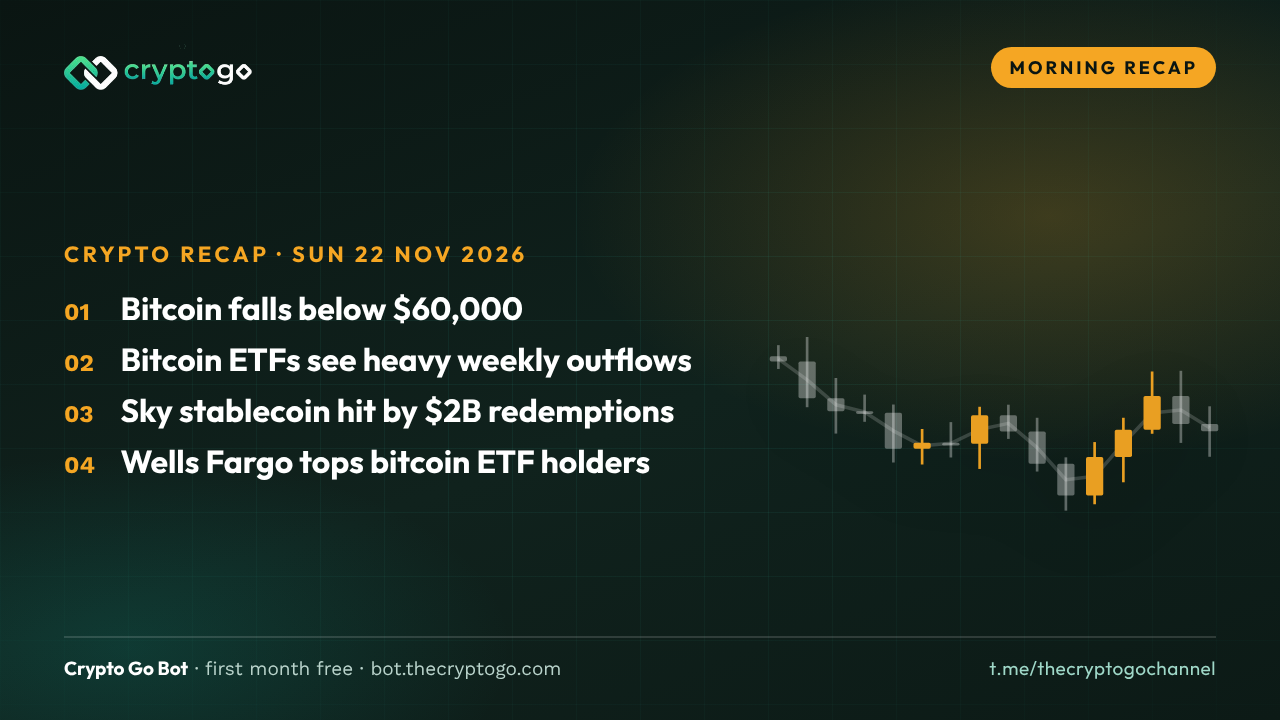 cryptogo
MORNING RECAP
CRYPTO RECAP · SUN 22 NOV 2026
01 Bitcoin falls below $60,000
02 Bitcoin ETFs see heavy weekly outflows
03 Sky stablecoin hit by $2B redemptions
04 Wells Fargo tops bitcoin ETF holders
Crypto Go Bot · first month free · bot.thecryptogo.com
t.me/thecryptogochannel